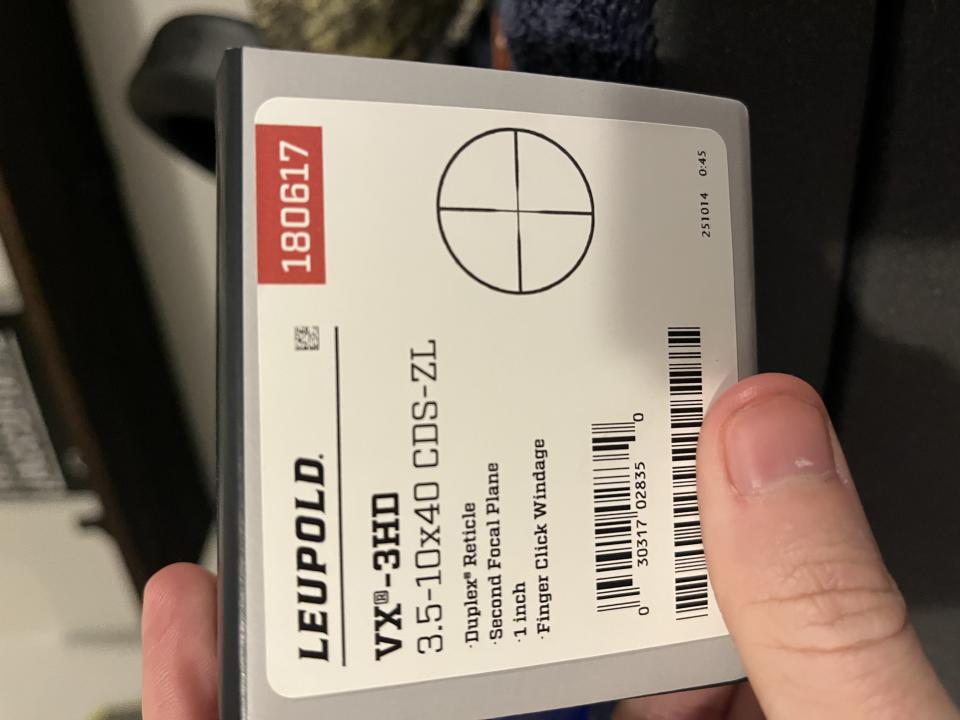 LEUPOLD.
180617
VX®-3HD
3.5-10x40 CDS-ZL
·Duplex® Reticle
·Second Focal Plane
·1 inch
·Finger Click Windage
0 30317 02835 0
251014 0:45